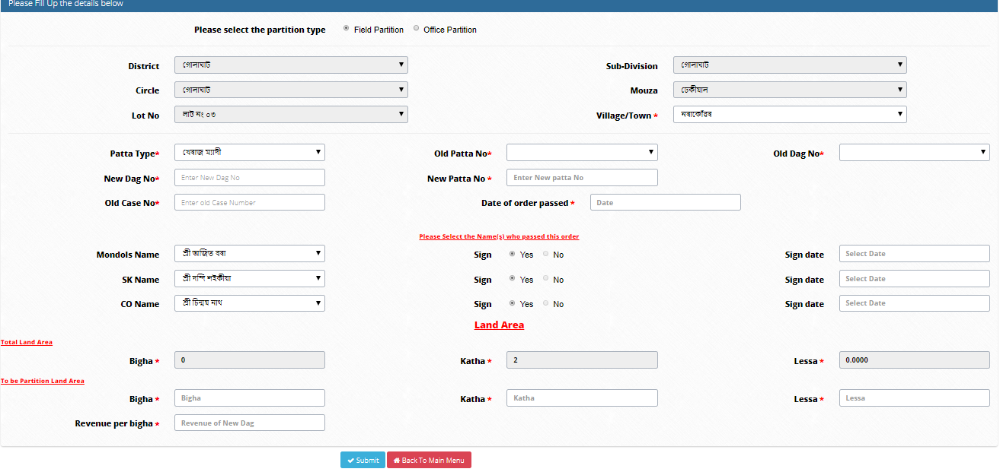 Please Fill Up the details below
Please select the partition type Field Partition Office Partition
District গোলাঘাট Sub-Division গোলাঘাট
Circle গোলাঘাট Mouza ঢেকীয়াল
Lot No লাট নং ০৩ Village/Town * নৰাকোঁৱৰ
Patta Type* খেৰাজ ম্যাদী Old Patta No* Old Dag No*
New Dag No* Enter New Dag No New Patta No * Enter New patta No
Old Case No* Enter old Case Number Date of order passed * Date
Please Select the Name(s) who passed this order
Mondols Name শ্ৰী অৰ্জিত বৰা Sign Yes No Sign date Select Date
SK Name শ্ৰী দন্দি শইকীয়া Sign Yes No Sign date Select Date
CO Name শ্ৰী চিন্ময় নাথ Sign Yes No Sign date Select Date
Land Area
Total Land Area
Bigha * 0 Katha * 2 Lessa * 0.0000
To be Partition Land Area
Bigha * Bigha Katha * Katha Lessa * Lessa
Revenue per bigha * Revenue of New Dag
Submit Back To Main Menu